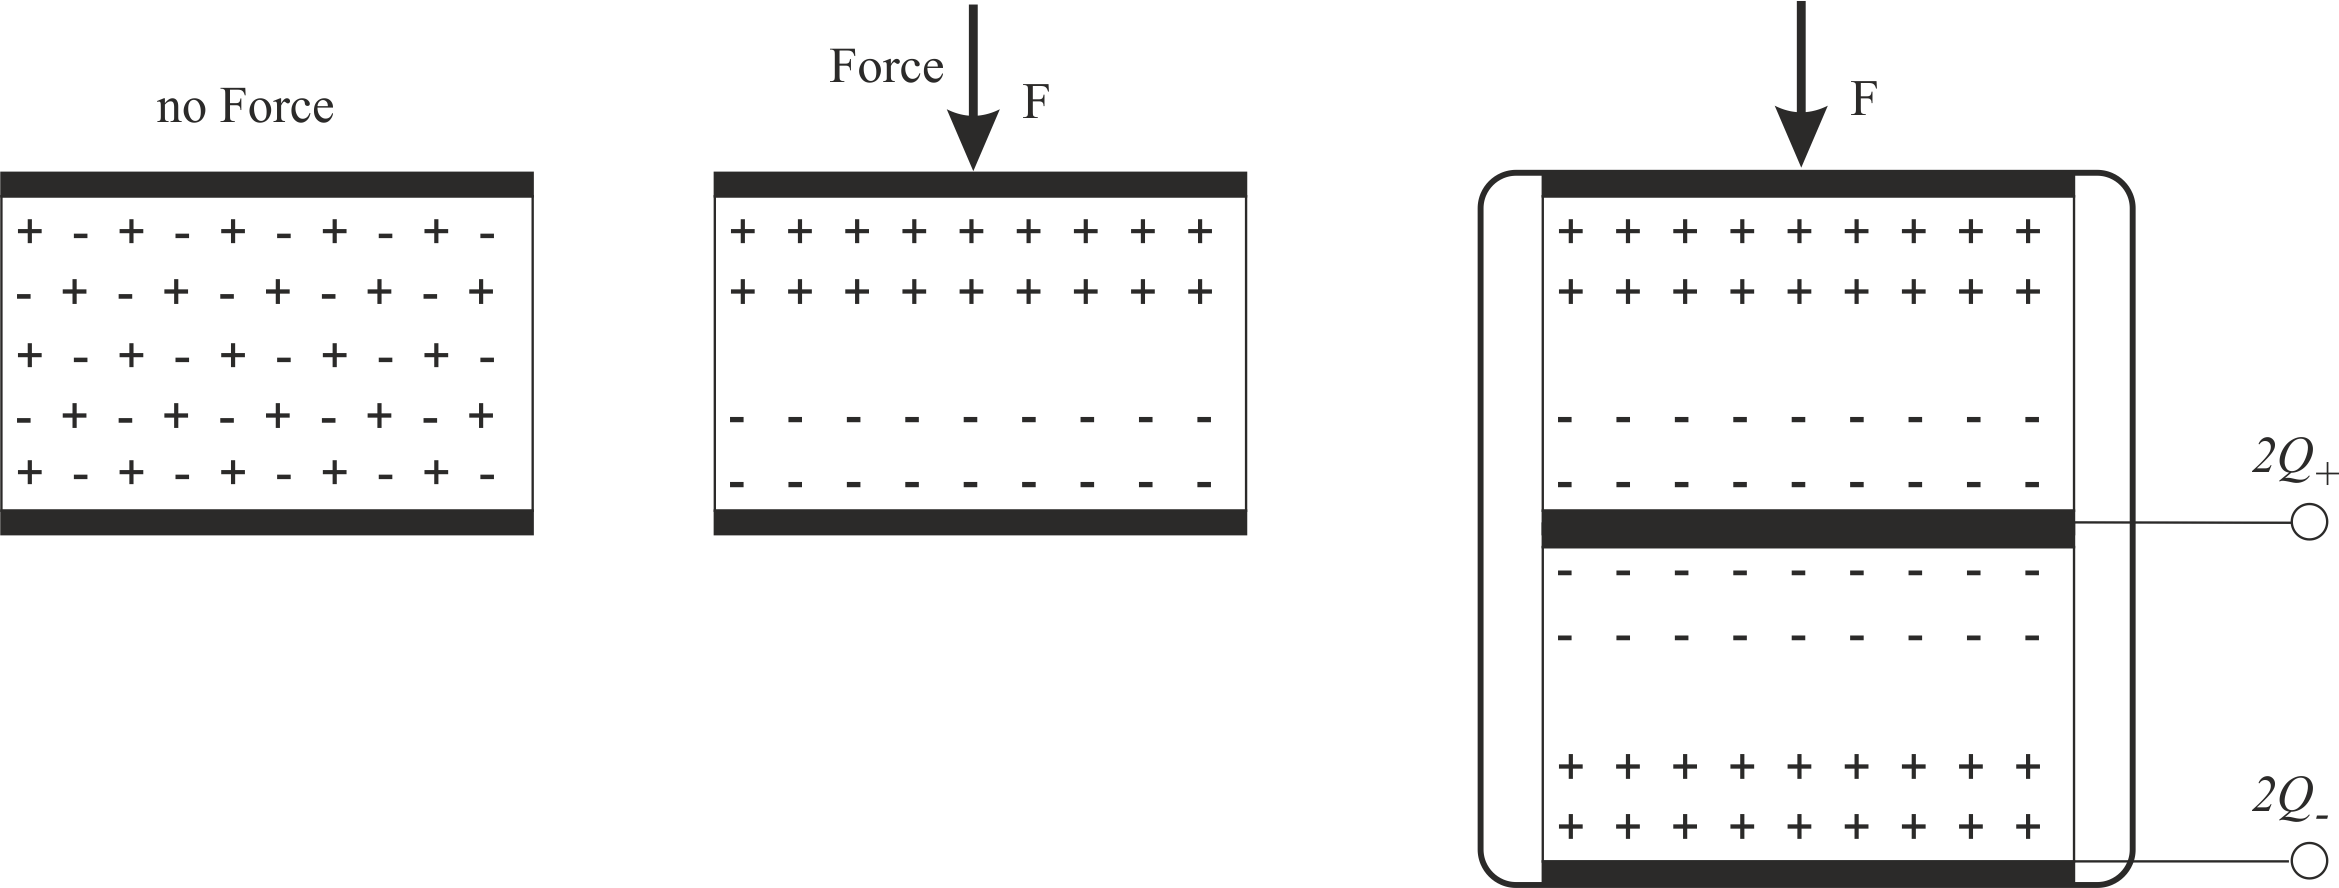 no Force
Force
F
F
+ - + - + - + - + -
- + - + - + - + - +
+ - + - + - + - + -
- + - + - + - + - +
+ - + - + - + - + -
+ + + + + + + + +
+ + + + + + + + +
- - - - - - - - -
- - - - - - - - -
+ + + + + + + + +
+ + + + + + + + +
- - - - - - - - -
- - - - - - - - -
- - - - - - - - -
- - - - - - - - -
+ + + + + + + + +
+ + + + + + + + +
2Q+
2Q-